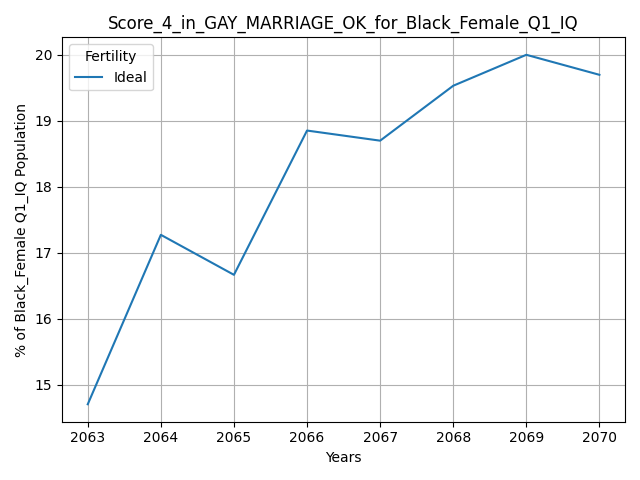 Score_4_in_GAY_MARRIAGE_OK_for_Black_Female_Q1_IQ
Fertility
Ideal
% of Black_Female Q1_IQ Population
20
19
18
17
16
15
2063 2064 2065 2066 2067 2068 2069 2070
Years